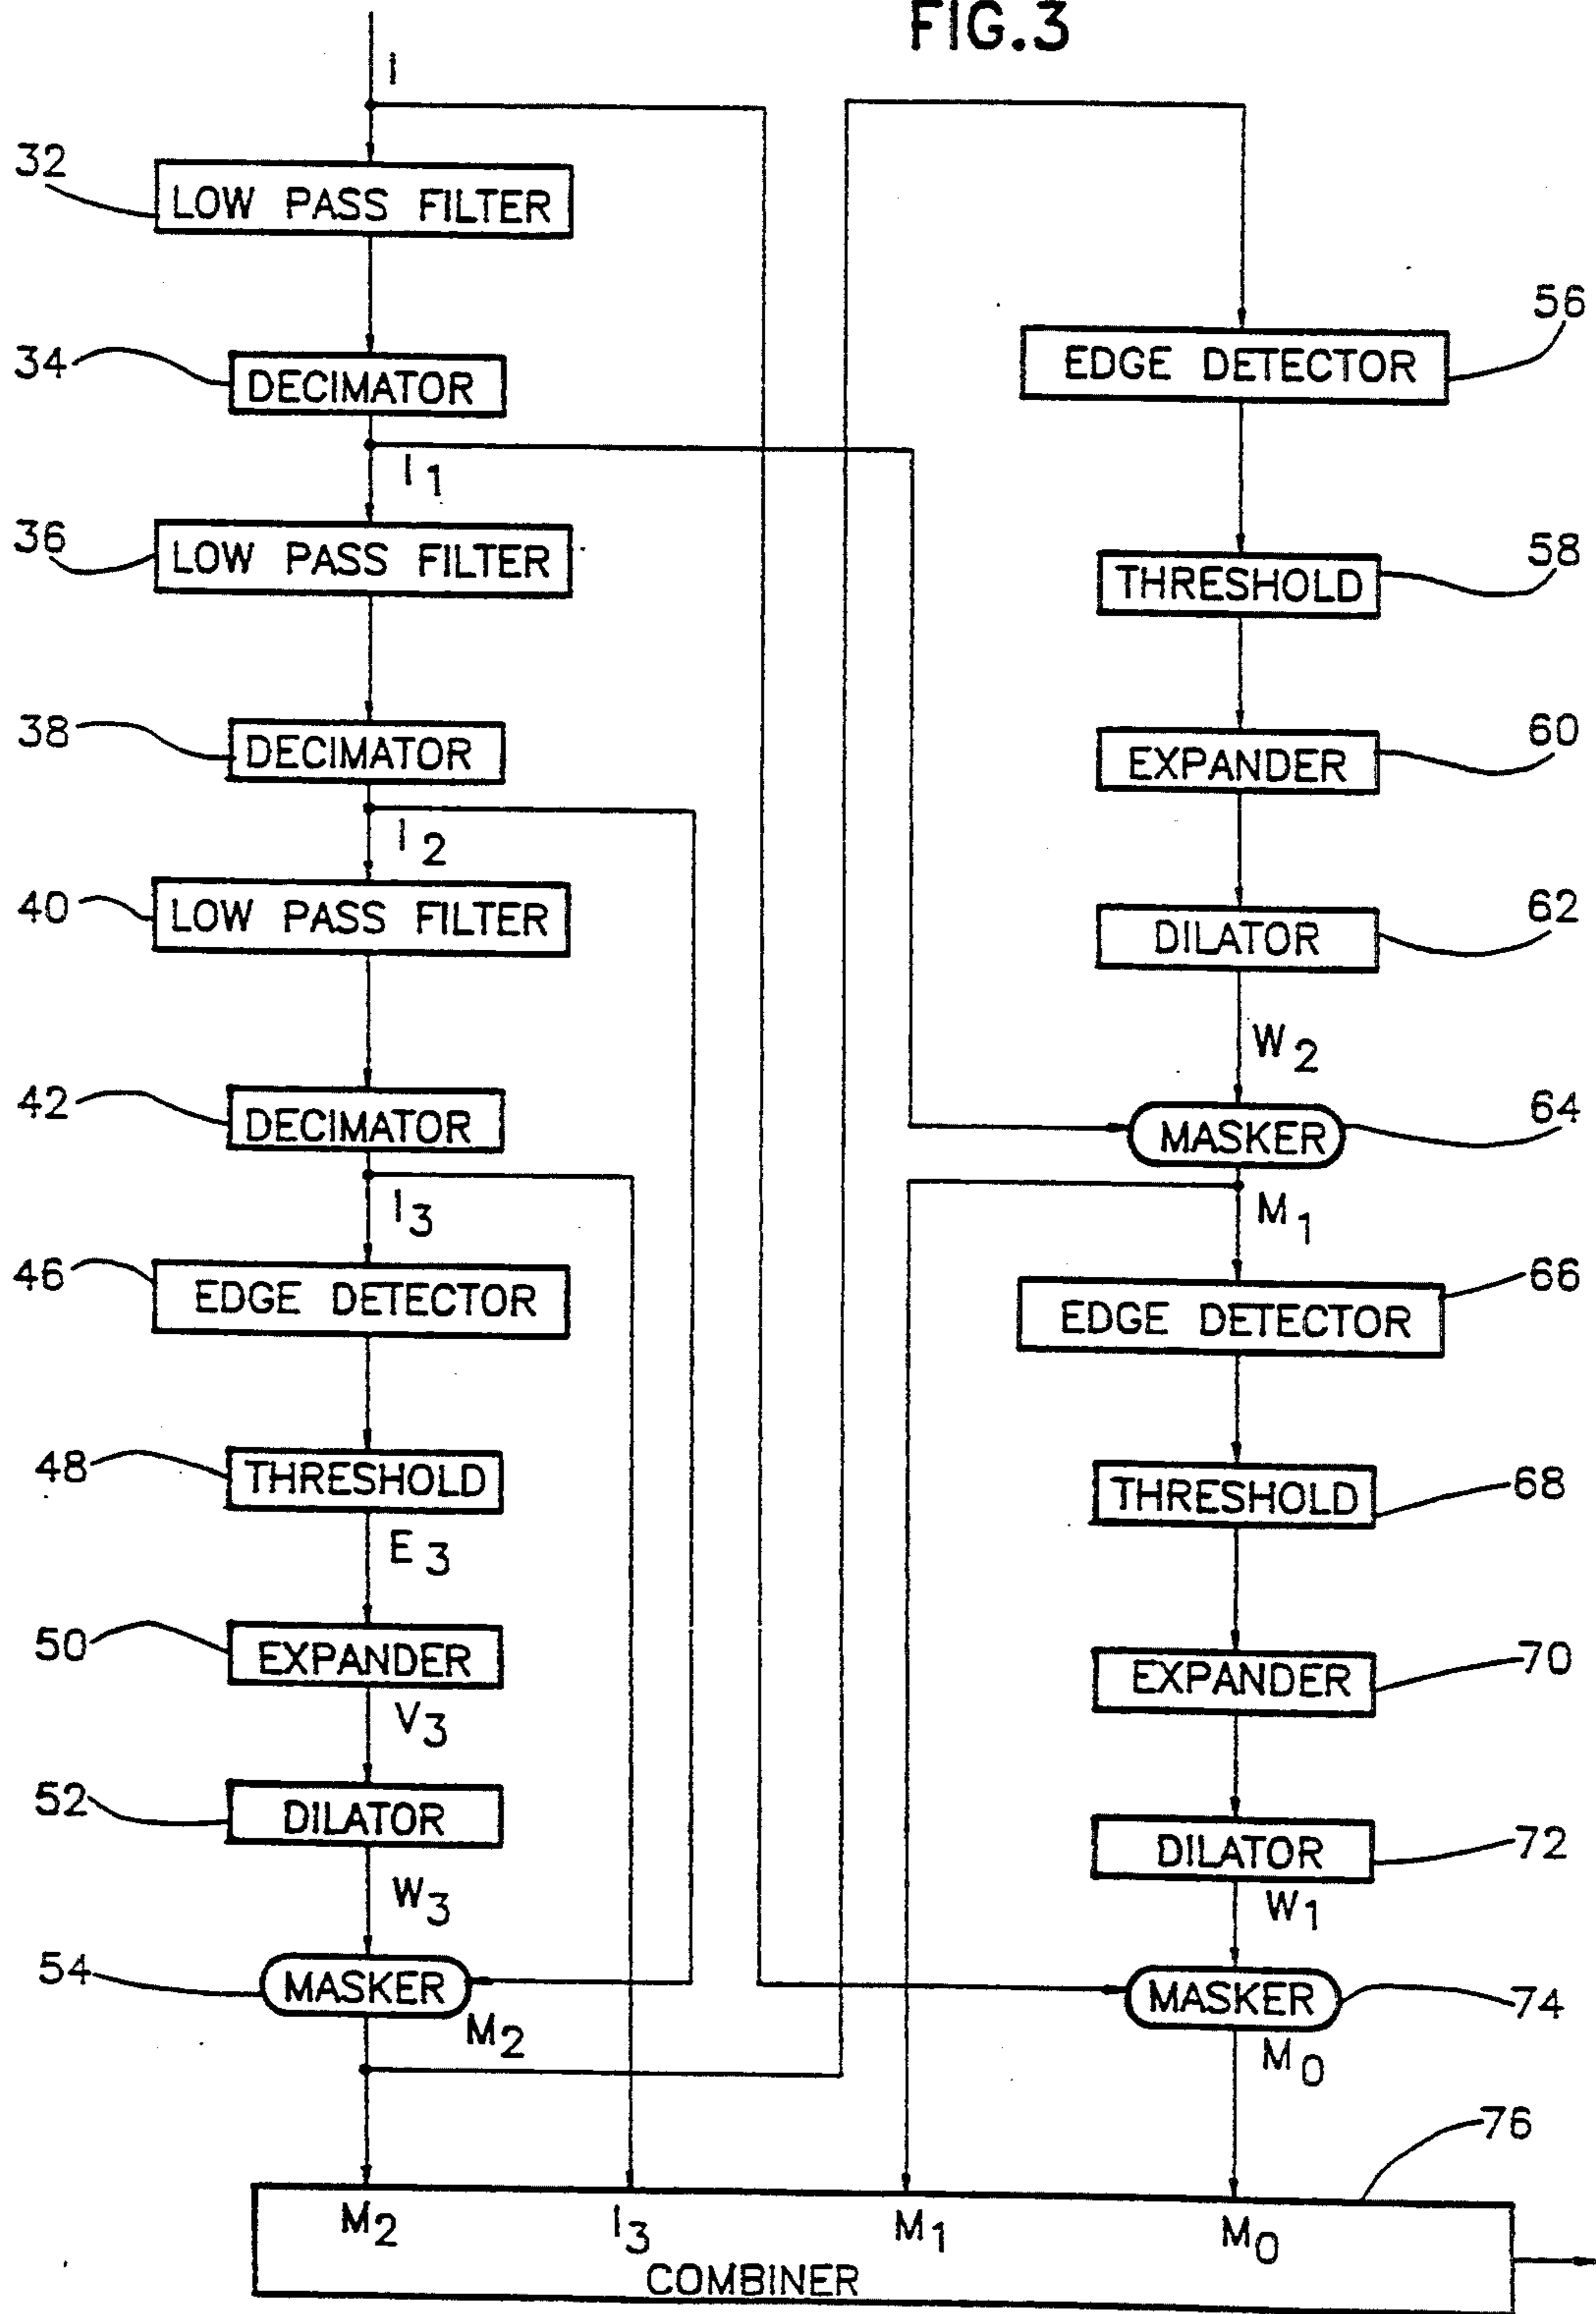 FIG.3
I
32
LOW PASS FILTER
34
DECIMATOR
I1
36
LOW PASS FILTER
38
DECIMATOR
I2
40
LOW PASS FILTER
42
DECIMATOR
I3
46
EDGE DETECTOR
48
THRESHOLD
E3
50
EXPANDER
V3
52
DILATOR
W3
54
MASKER
M2
56
EDGE DETECTOR
58
THRESHOLD
60
EXPANDER
62
DILATOR
W2
64
MASKER
M1
66
EDGE DETECTOR
68
THRESHOLD
70
EXPANDER
72
DILATOR
W1
74
MASKER
M0
76
M2 I3 M1 M0
COMBINER